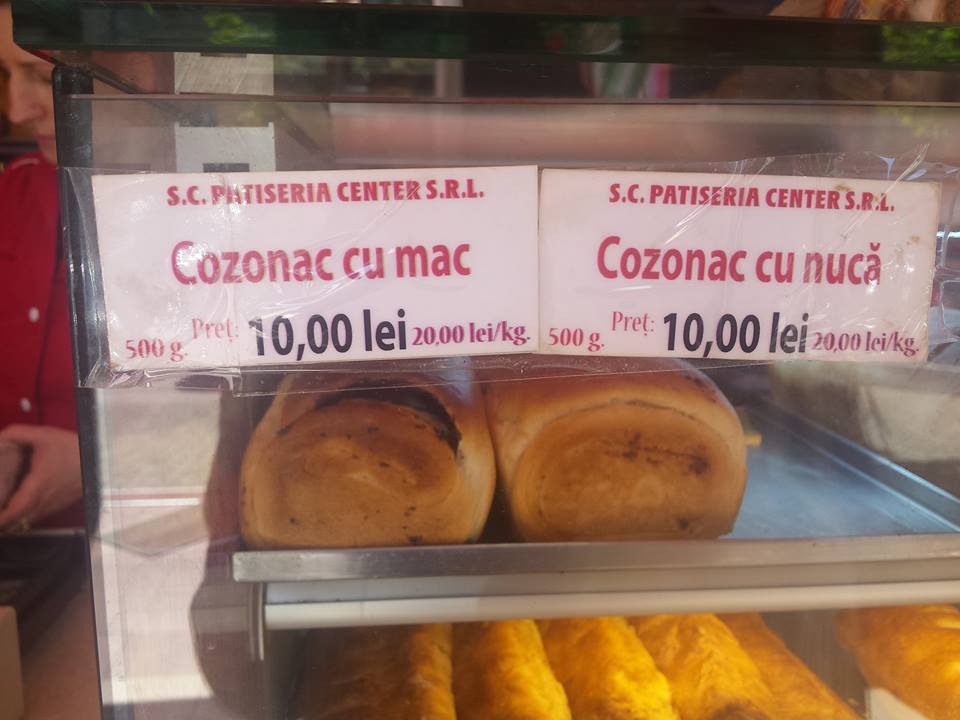 S.C. PATISERIA CENTER S.R.L.
Cozonac cu mac
500 g. Preț: 10,00 lei 20,00 lei/kg.
S.C. PATISERIA CENTER S.R.L.
Cozonac cu nucă
500 g. Preț: 10,00 lei 20,00 lei/kg.